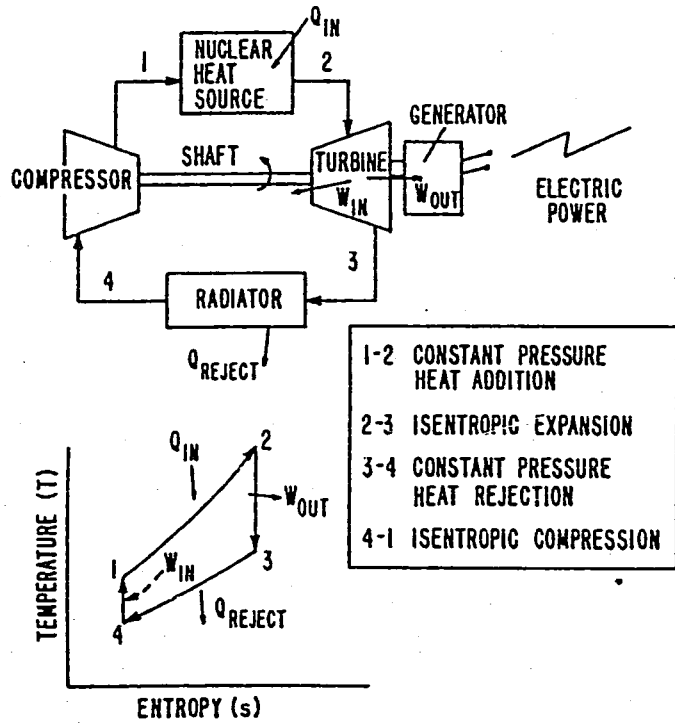 Q_IN
NUCLEAR
HEAT
SOURCE
1
2
GENERATOR
SHAFT
TURBINE
COMPRESSOR
W_IN
W_OUT
ELECTRIC
POWER
3
4
RADIATOR
Q_REJECT
1-2 CONSTANT PRESSURE
HEAT ADDITION
2-3 ISENTROPIC EXPANSION
3-4 CONSTANT PRESSURE
HEAT REJECTION
4-1 ISENTROPIC COMPRESSION
TEMPERATURE (T)
Q_IN
2
W_OUT
1
W_IN
3
4
Q_REJECT
ENTROPY (s)